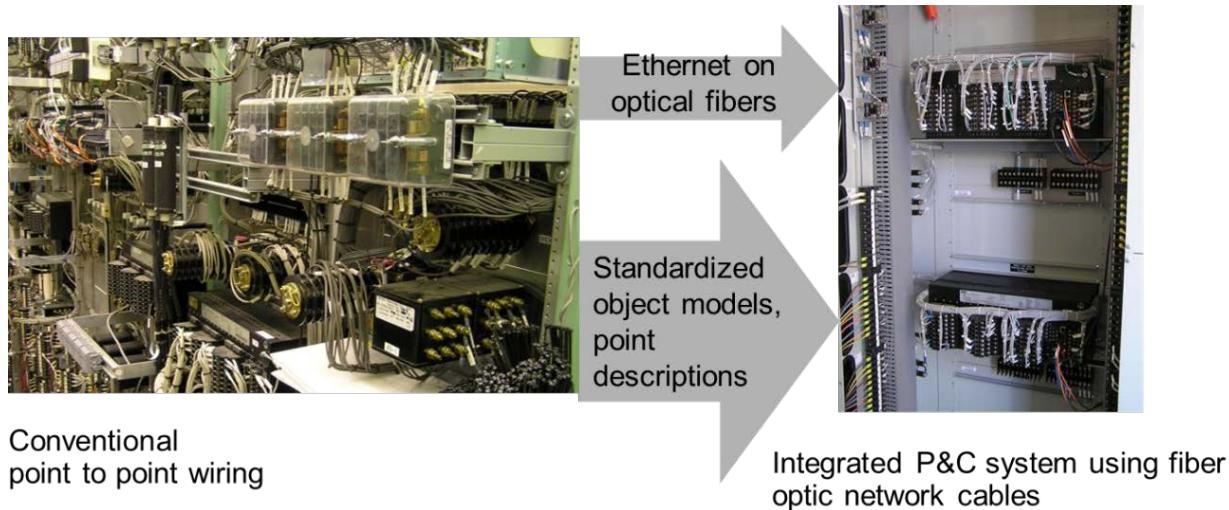 Ethernet on
optical fibers
Standardized
object models,
point
descriptions
Conventional
point to point wiring
Integrated P&C system using fiber
optic network cables